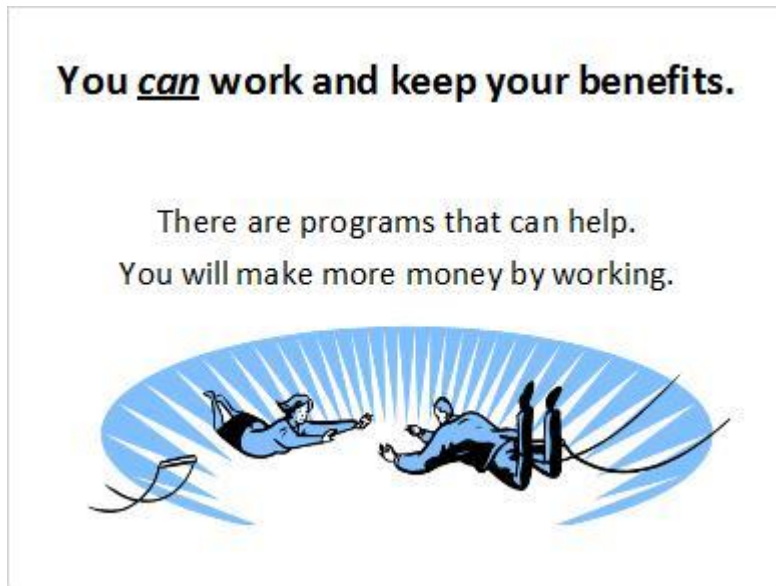 You can work and keep your benefits.
There are programs that can help.
You will make more money by working.